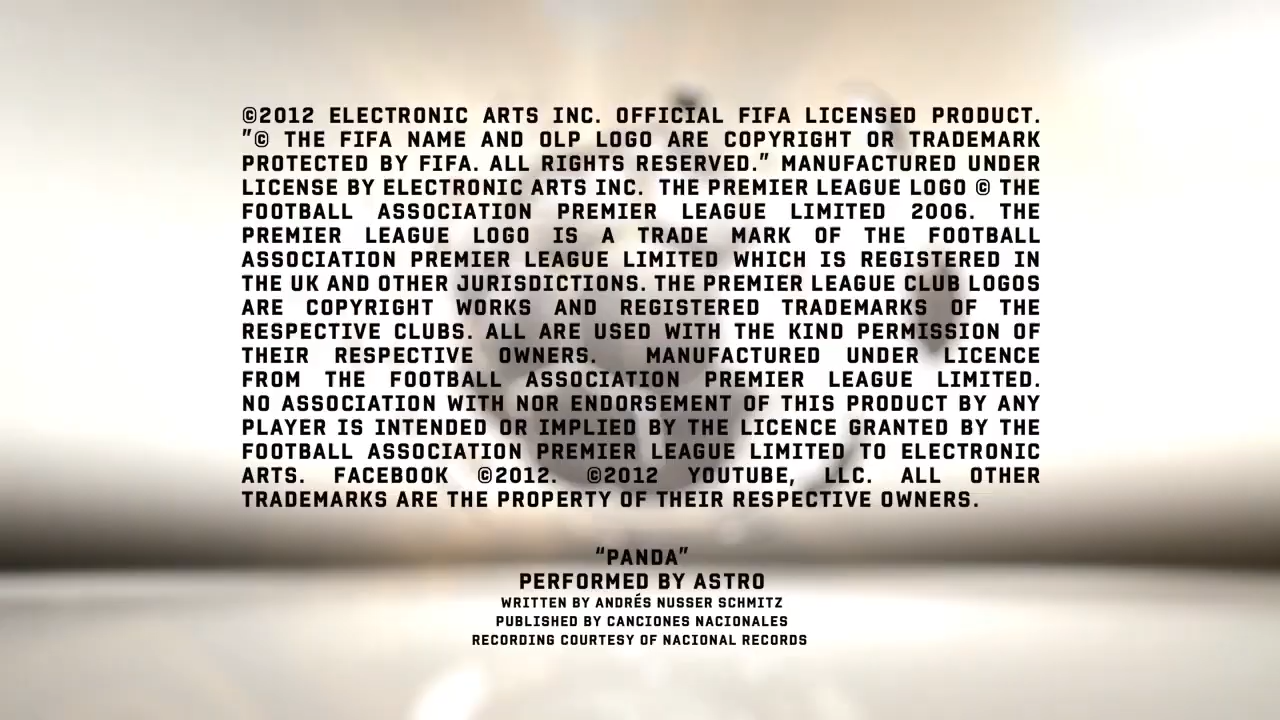 ©2012 ELECTRONIC ARTS INC. OFFICIAL FIFA LICENSED PRODUCT.
"© THE FIFA NAME AND OLP LOGO ARE COPYRIGHT OR TRADEMARK
PROTECTED BY FIFA. ALL RIGHTS RESERVED." MANUFACTURED UNDER
LICENSE BY ELECTRONIC ARTS INC. THE PREMIER LEAGUE LOGO © THE
FOOTBALL ASSOCIATION PREMIER LEAGUE LIMITED 2006. THE
PREMIER LEAGUE LOGO IS A TRADE MARK OF THE FOOTBALL
ASSOCIATION PREMIER LEAGUE LIMITED WHICH IS REGISTERED IN
THE UK AND OTHER JURISDICTIONS. THE PREMIER LEAGUE CLUB LOGOS
ARE COPYRIGHT WORKS AND REGISTERED TRADEMARKS OF THE
RESPECTIVE CLUBS. ALL ARE USED WITH THE KIND PERMISSION OF
THEIR RESPECTIVE OWNERS. MANUFACTURED UNDER LICENCE
FROM THE FOOTBALL ASSOCIATION PREMIER LEAGUE LIMITED.
NO ASSOCIATION WITH NOR ENDORSEMENT OF THIS PRODUCT BY ANY
PLAYER IS INTENDED OR IMPLIED BY THE LICENCE GRANTED BY THE
FOOTBALL ASSOCIATION PREMIER LEAGUE LIMITED TO ELECTRONIC
ARTS. FACEBOOK ©2012. ©2012 YOUTUBE, LLC. ALL OTHER
TRADEMARKS ARE THE PROPERTY OF THEIR RESPECTIVE OWNERS.
“PANDA”
PERFORMED BY ASTRO
WRITTEN BY ANDRÉS NUSSER SCHMITZ
PUBLISHED BY CANCIONES NACIONALES
RECORDING COURTESY OF NACIONAL RECORDS